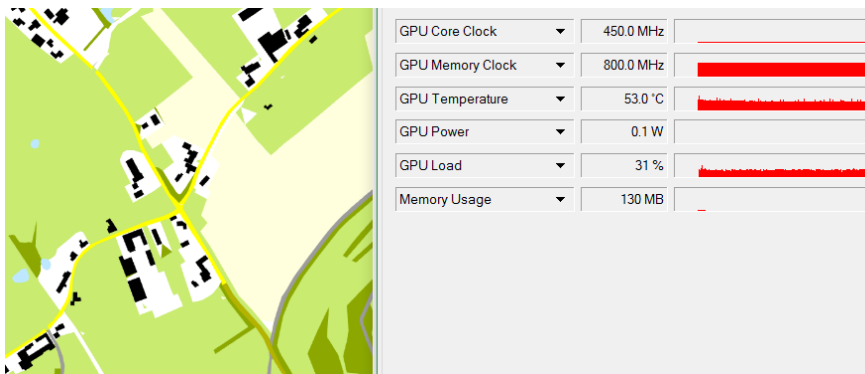 GPU Core Clock 450.0 MHz
GPU Memory Clock 800.0 MHz
GPU Temperature 53.0 °C
GPU Power 0.1 W
GPU Load 31 %
Memory Usage 130 MB